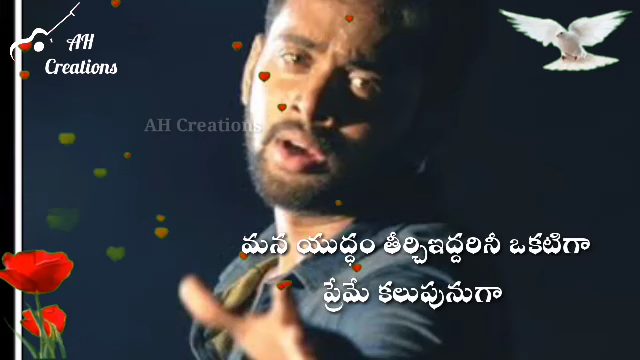 AH
Creations
AH Creations
మన యుద్ధం తీర్చిఇద్దరినీ ఒకటిగా
ప్రేమే కలుపునుగా